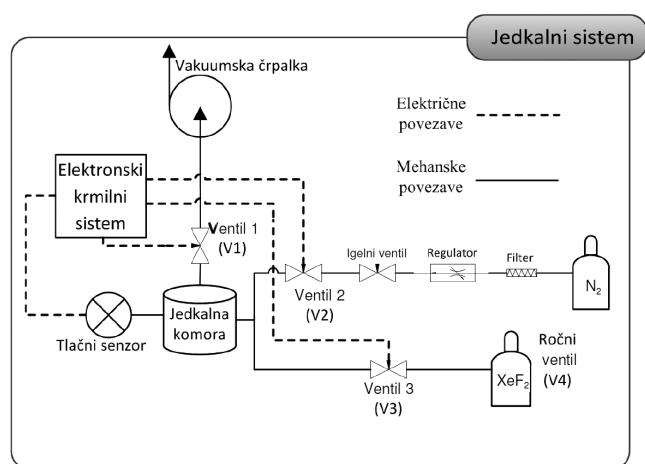 Jedkalni sistem
Vakuumska črpalka
Električne
povezave
Mehanske
povezave
Elektronski
krmilni
sistem
Ventil 1
(V1)
Igelni ventil
Regulator
Filter
Ventil 2
(V2)
N2
Jedkalna
komora
Tlačni senzor
Ventil 3
(V3)
XeF2
Ročni
ventil
(V4)